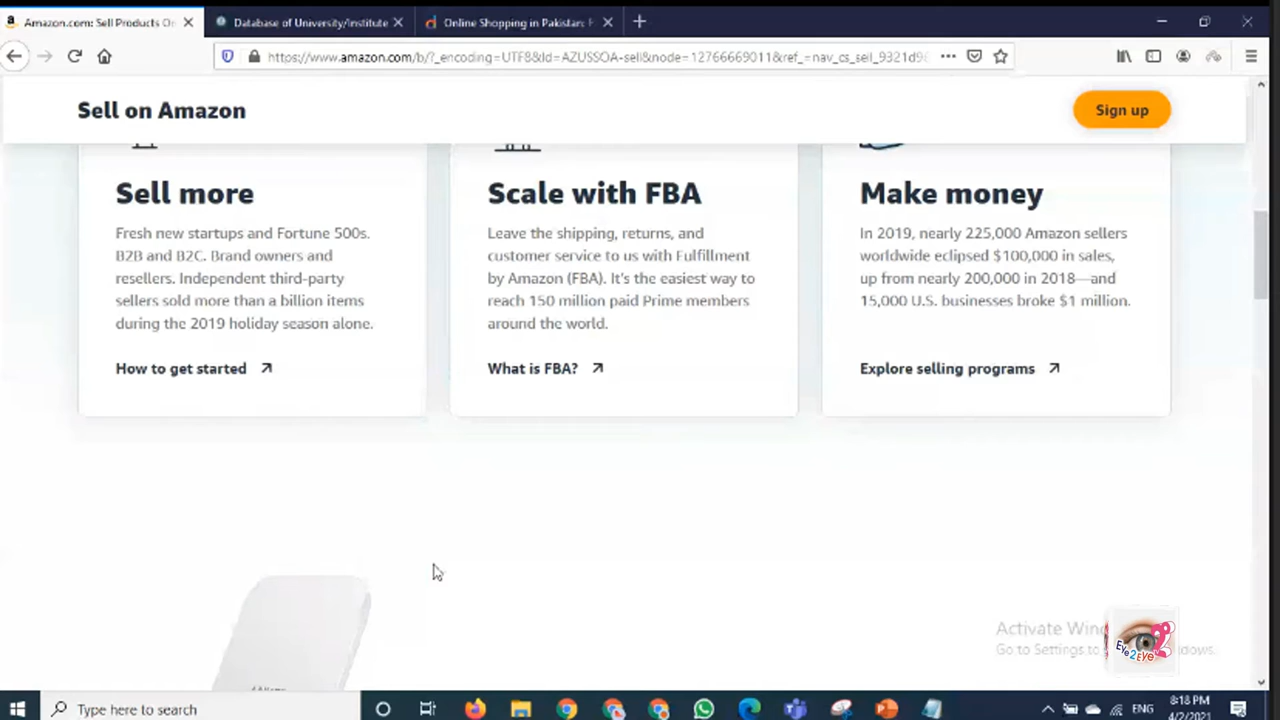 Amazon.com: Sell Products On
Database of University/Institute
Online Shopping in Pakistan: F
https://www.amazon.com/b/?_encoding=UTF8&ld=AZUSSOA-sell&node=12766669011&ref_=nav_cs_sell_9321d9
Sell on Amazon
Sign up
Sell more
Fresh new startups and Fortune 500s.
B2B and B2C. Brand owners and
resellers. Independent third-party
sellers sold more than a billion items
during the 2019 holiday season alone.
How to get started
Scale with FBA
Leave the shipping, returns, and
customer service to us with Fulfillment
by Amazon (FBA). It's the easiest way to
reach 150 million paid Prime members
around the world.
What is FBA?
Make money
In 2019, nearly 225,000 Amazon sellers
worldwide eclipsed $100,000 in sales,
up from nearly 200,000 in 2018—and
15,000 U.S. businesses broke $1 million.
Explore selling programs
Activate Win
Go to Settings to
Eye2Eye
Type here to search
ENG
8:18 PM
4/2/2021